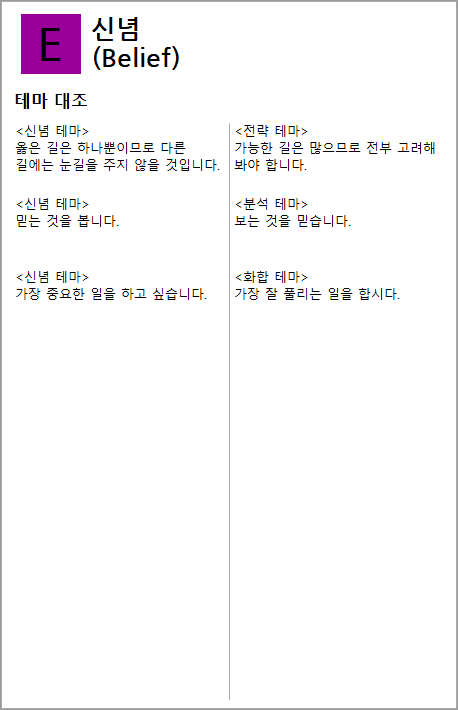 E
신념
(Belief)
테마 대조
<신념 테마>
옳은 길은 하나뿐이므로 다른
길에는 눈길을 주지 않을 것입니다.
<신념 테마>
믿는 것을 봅니다.
<신념 테마>
가장 중요한 일을 하고 싶습니다.
<전략 테마>
가능한 길은 많으므로 전부 고려해
봐야 합니다.
<분석 테마>
보는 것을 믿습니다.
<화합 테마>
가장 잘 풀리는 일을 합시다.